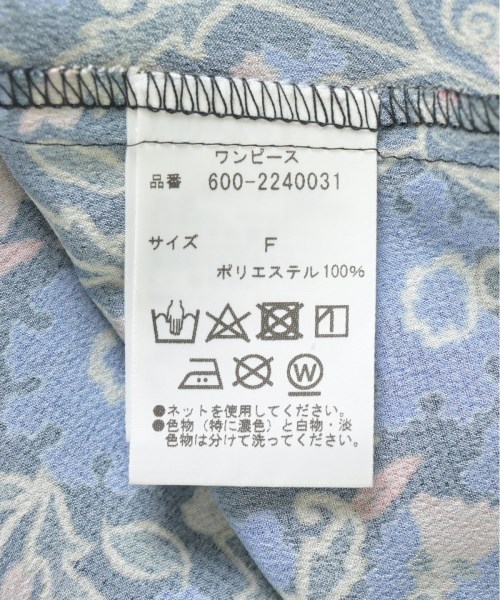 ワンピース
品番 600-2240031
サイズ F
ポリエステル100%
W
●ネットを使用してください。
●色物（特に濃色）と白物・淡
色物は分けて洗ってください。